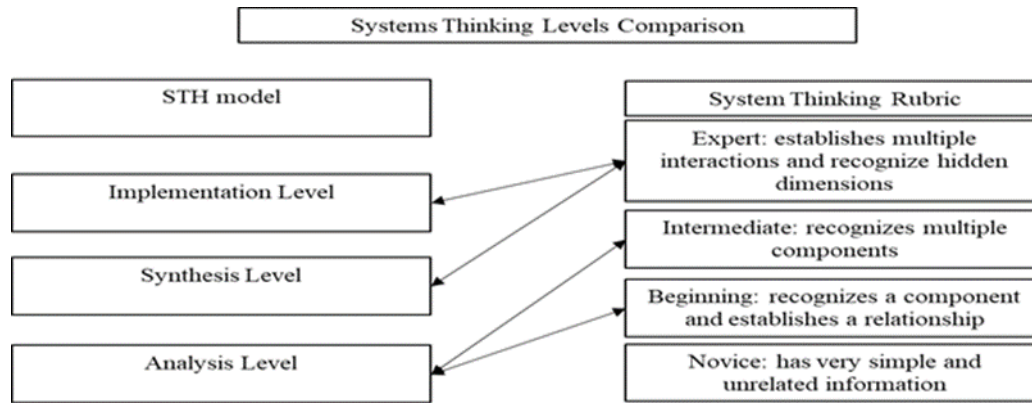 Systems Thinking Levels Comparison
STH model
Implementation Level
Synthesis Level
Analysis Level
System Thinking Rubric
Expert: establishes multiple
interactions and recognize hidden
dimensions
Intermediate: recognizes multiple
components
Beginning: recognizes a component
and establishes a relationship
Novice: has very simple and
unrelated information